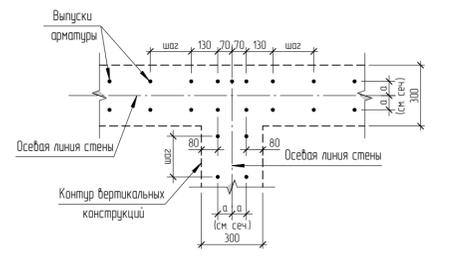 Выпуски
арматуры
шаг
130
70
70
130
шаг
а
а
(см. сеч.)
300
Осевая линия стены
80
80
шаг
Осевая линия стены
Контур вертикальных
конструкций
а
а
(см. сеч.)
300